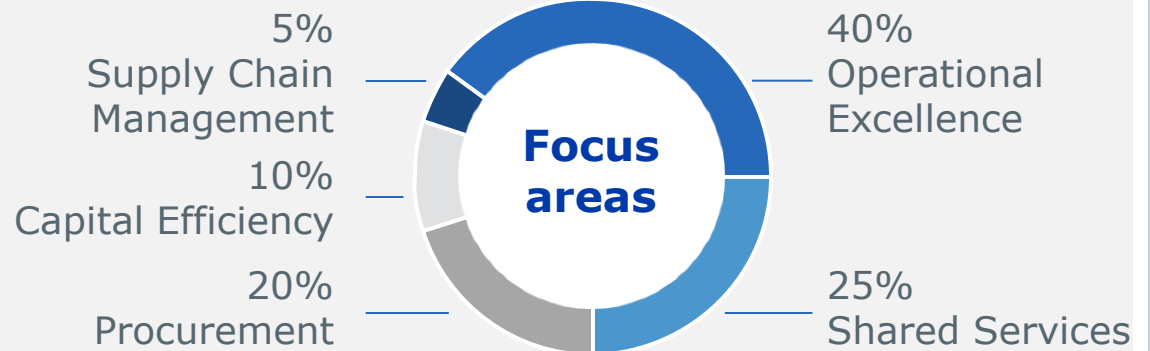 5%
Supply Chain
Management
10%
Capital Efficiency
20%
Procurement
Focus
areas
40%
Operational
Excellence
25%
Shared Services